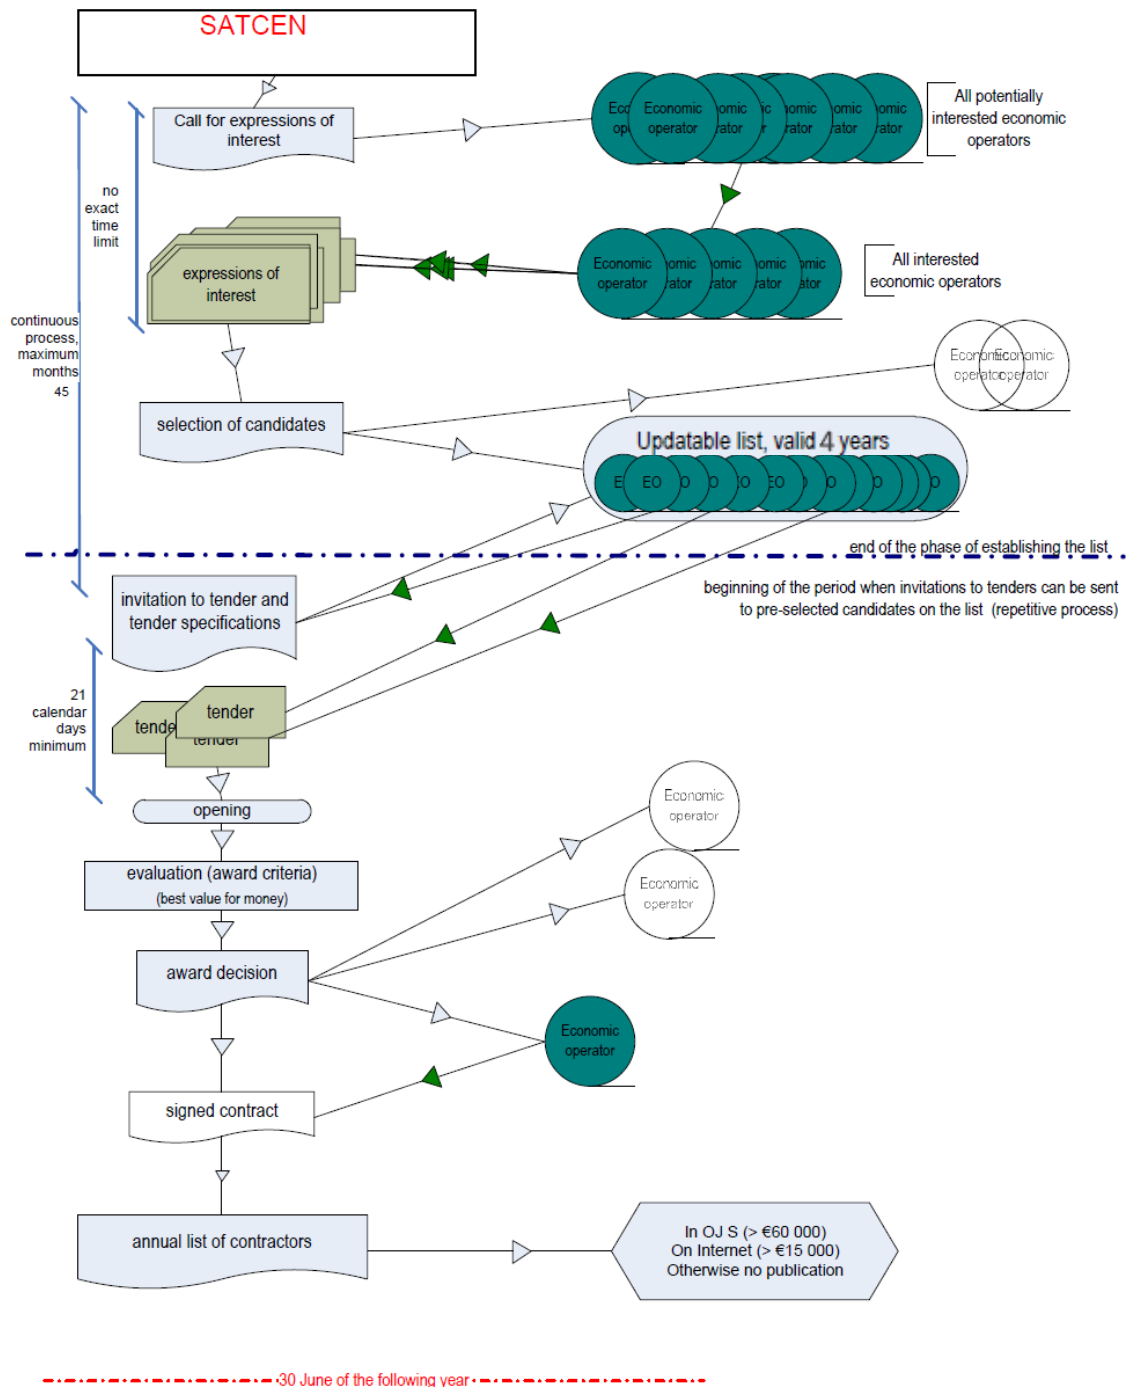 SATCEN
Call for expressions of
interest
Economic
operator
All potentially
interested economic
operators
no
exact
time
limit
expressions of
interest
Economic
operator
All interested
economic operators
continuous
process,
maximum
months
45
Economic
operator
Economic
operator
selection of candidates
Updatable list, valid 4 years
EO
end of the phase of establishing the list
invitation to tender and
tender specifications
beginning of the period when invitations to tenders can be sent
to pre-selected candidates on the list (repetitive process)
21
calendar
days
minimum
tender
tende
tender
opening
Economic
operator
evaluation (award criteria)
(best value for money)
Economic
operator
award decision
Economic
operator
signed contract
annual list of contractors
In OJ S (> €60 000)
On Internet (> €15 000)
Otherwise no publication
30 June of the following year